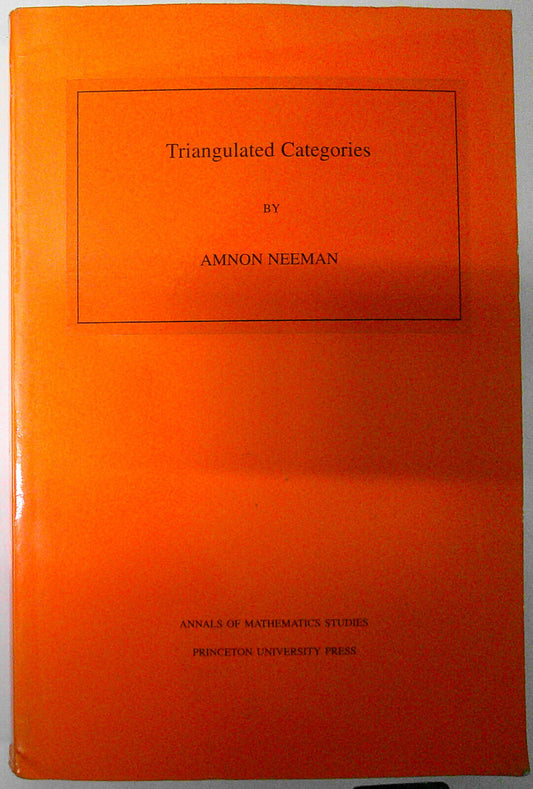 Triangulated Categories
BY
AMNON NEEMAN
ANNALS OF MATHEMATICS STUDIES
PRINCETON UNIVERSITY PRESS